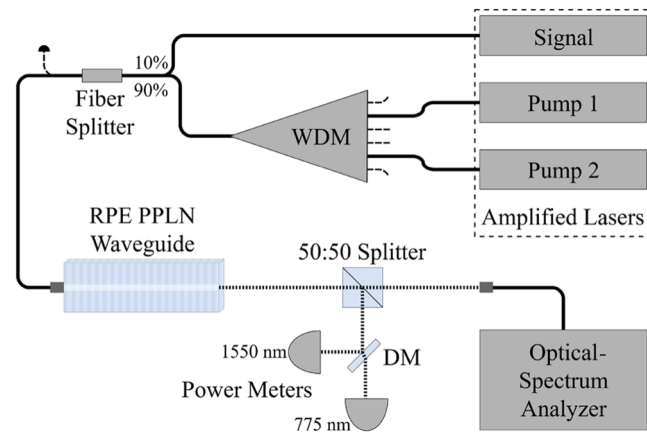 Signal
10%
90%
Fiber
Splitter
WDM
Pump 1
Pump 2
Amplified Lasers
RPE PPLN
Waveguide
50:50 Splitter
1550 nm
DM
Power Meters
775 nm
Optical-
Spectrum
Analyzer